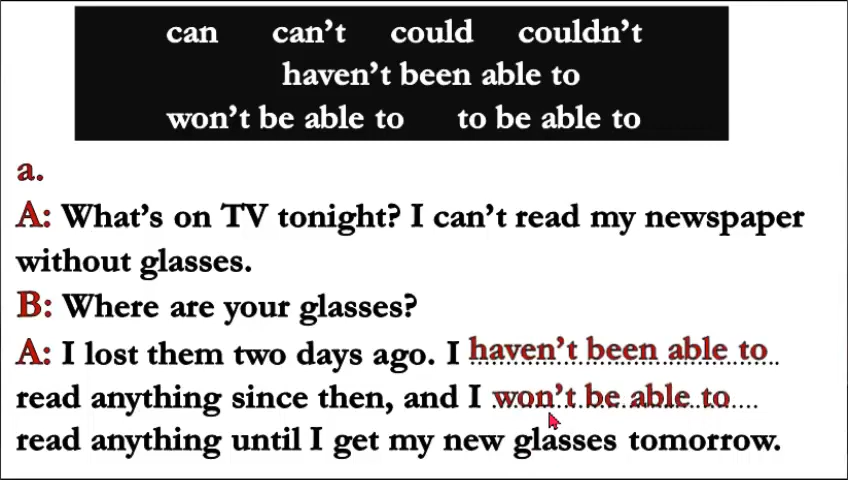 can can't could couldn't
haven't been able to
won't be able to to be able to
a.
A: What's on TV tonight? I can't read my newspaper
without glasses.
B: Where are your glasses?
A: I lost them two days ago. I haven't been able to
read anything since then, and I won't be able to....
read anything until I get my new glasses tomorrow.